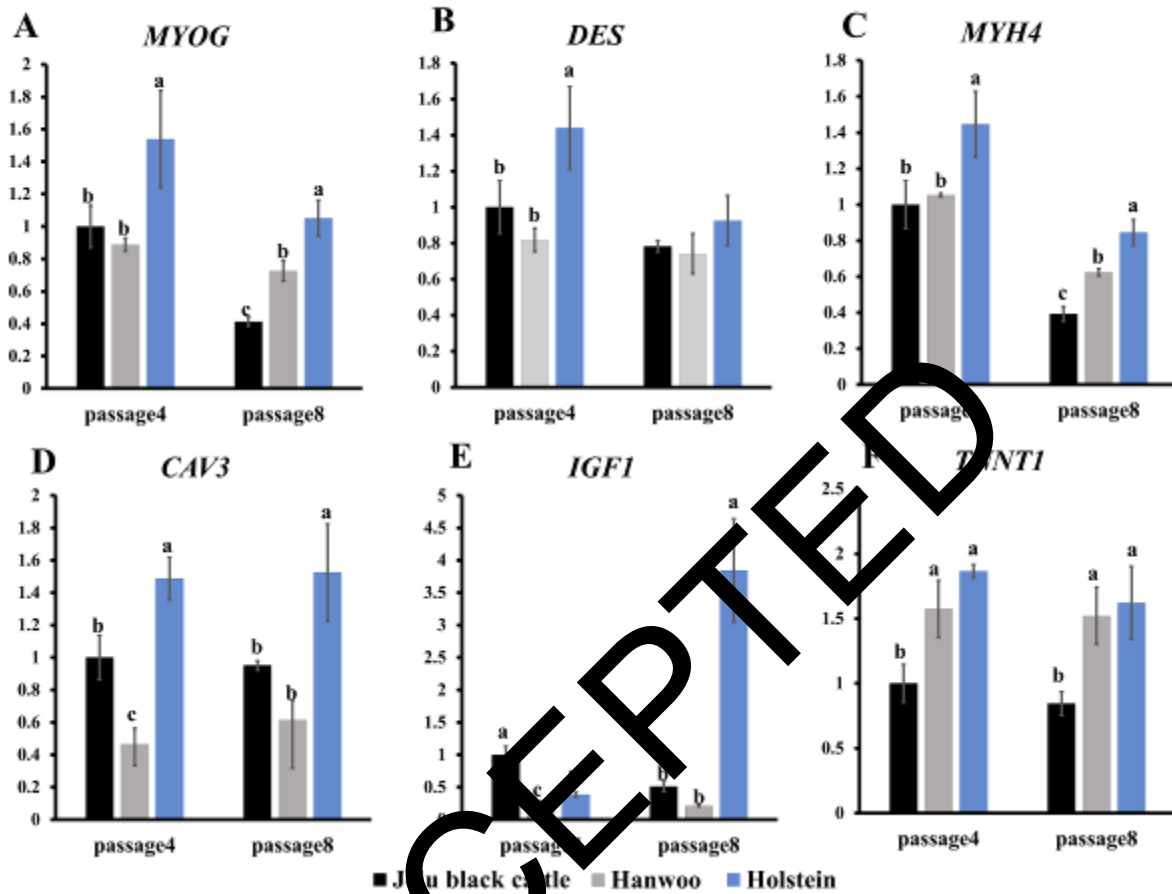 A
MYOG
2
1.8
1.6
1.4
1.2
1
0.8
0.6
0.4
0.2
0
b
b
a
c
b
a
passage4
passage8
B
DES
1.8
1.6
1.4
1.2
1
0.8
0.6
0.4
0.2
0
b
b
a
passage4
passage8
C
MYH4
1.8
1.6
1.4
1.2
1
0.8
0.6
0.4
0.2
0
b
b
a
c
b
a
passage8
D
CAV3
2
1.8
1.6
1.4
1.2
1
0.8
0.6
0.4
0.2
0
b
c
a
b
b
a
passage4
passage8
E
IGF1
5
4.5
4
3.5
3
2.5
2
1.5
1
0.5
a
c
b
b
a
passage8
TNNT1
2.5
2
1.5
1
0.5
0
b
a
a
b
a
a
passage4
passage8
black
Hanwoo
Holstein
CEPTED